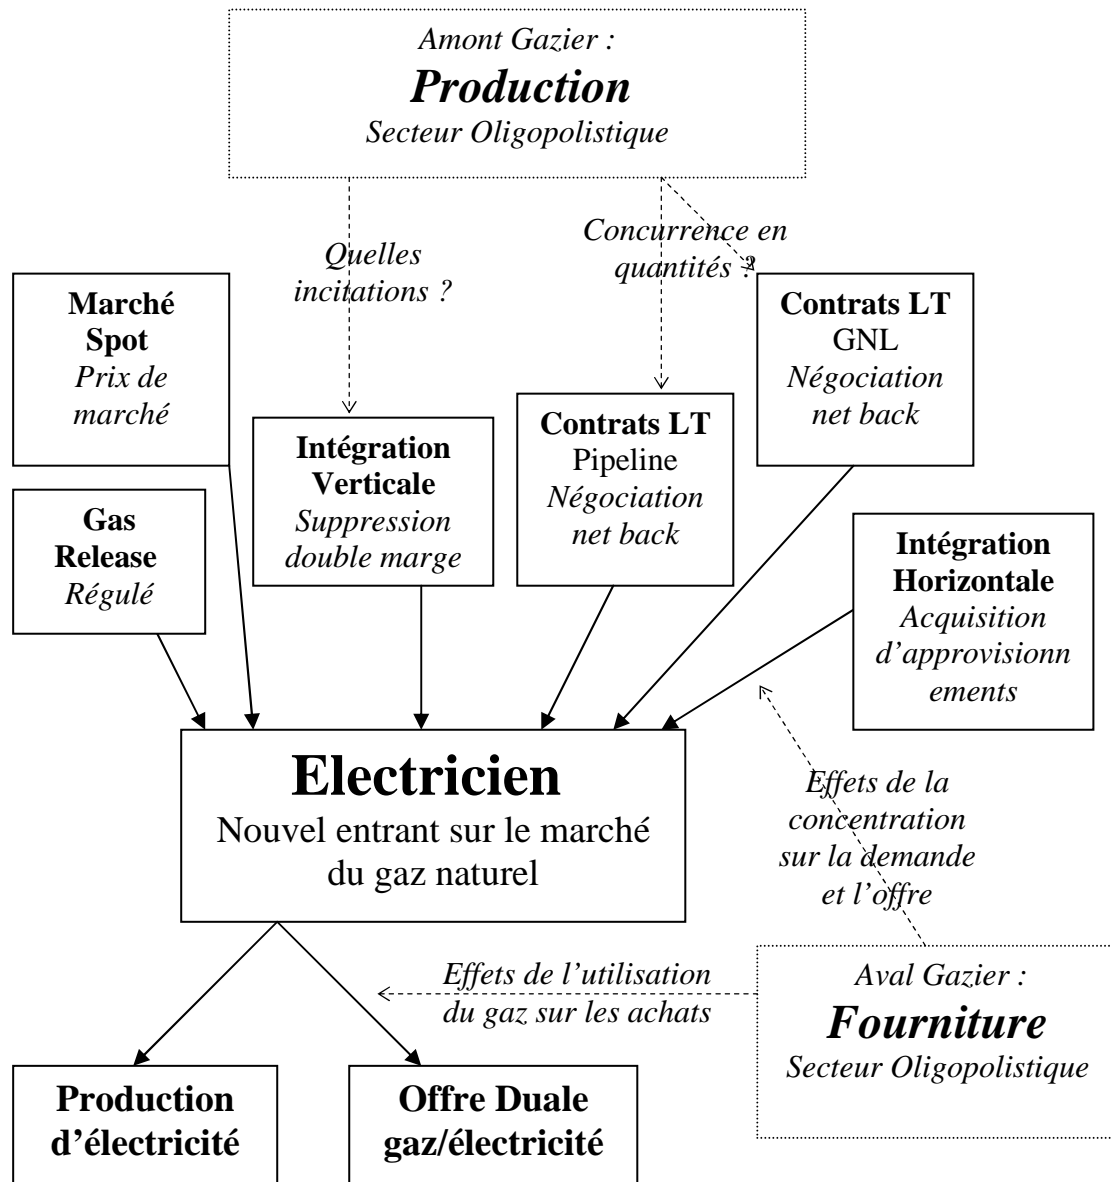 Amont Gazier :
Production
Secteur Oligopolistique
Quelles
incitations ?
Concurrence en
quantités ?
Marché
Spot
Prix de
marché
Gas
Release
Régulé
Intégration
Verticale
Suppression
double marge
Contrats LT
Pipeline
Négociation
net back
Contrats LT
GNL
Négociation
net back
Intégration
Horizontale
Acquisition
d’approvisionn
ements
Electricien
Nouvel entrant sur le marché
du gaz naturel
Effets de la
concentration
sur la demande
et l’offre
Effets de l’utilisation
du gaz sur les achats
Aval Gazier :
Fourniture
Secteur Oligopolistique
Production
d’électricité
Offre Duale
gaz/électricité